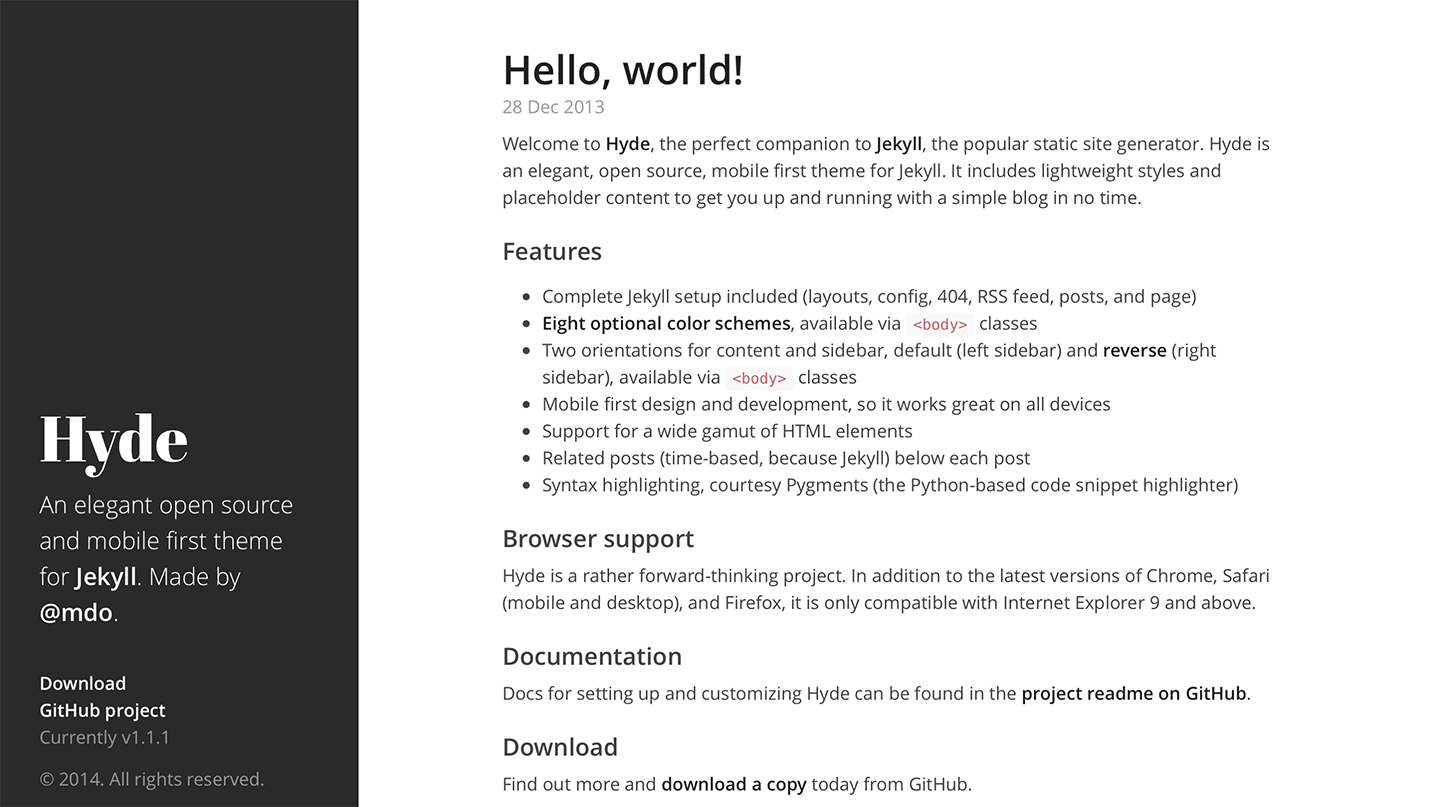 Hyde
An elegant open source
and mobile first theme
for Jekyll. Made by
@mdo.
Download
GitHub project
Currently v1.1.1
© 2014. All rights reserved.
Hello, world!
28 Dec 2013
Welcome to Hyde, the perfect companion to Jekyll, the popular static site generator. Hyde is
an elegant, open source, mobile first theme for Jekyll. It includes lightweight styles and
placeholder content to get you up and running with a simple blog in no time.
Features
• Complete Jekyll setup included (layouts, config, 404, RSS feed, posts, and page)
• Eight optional color schemes, available via <body> classes
• Two orientations for content and sidebar, default (left sidebar) and reverse (right
sidebar), available via <body> classes
• Mobile first design and development, so it works great on all devices
• Support for a wide gamut of HTML elements
• Related posts (time-based, because Jekyll) below each post
• Syntax highlighting, courtesy Pygments (the Python-based code snippet highlighter)
Browser support
Hyde is a rather forward-thinking project. In addition to the latest versions of Chrome, Safari
(mobile and desktop), and Firefox, it is only compatible with Internet Explorer 9 and above.
Documentation
Docs for setting up and customizing Hyde can be found in the project readme on GitHub.
Download
Find out more and download a copy today from GitHub.